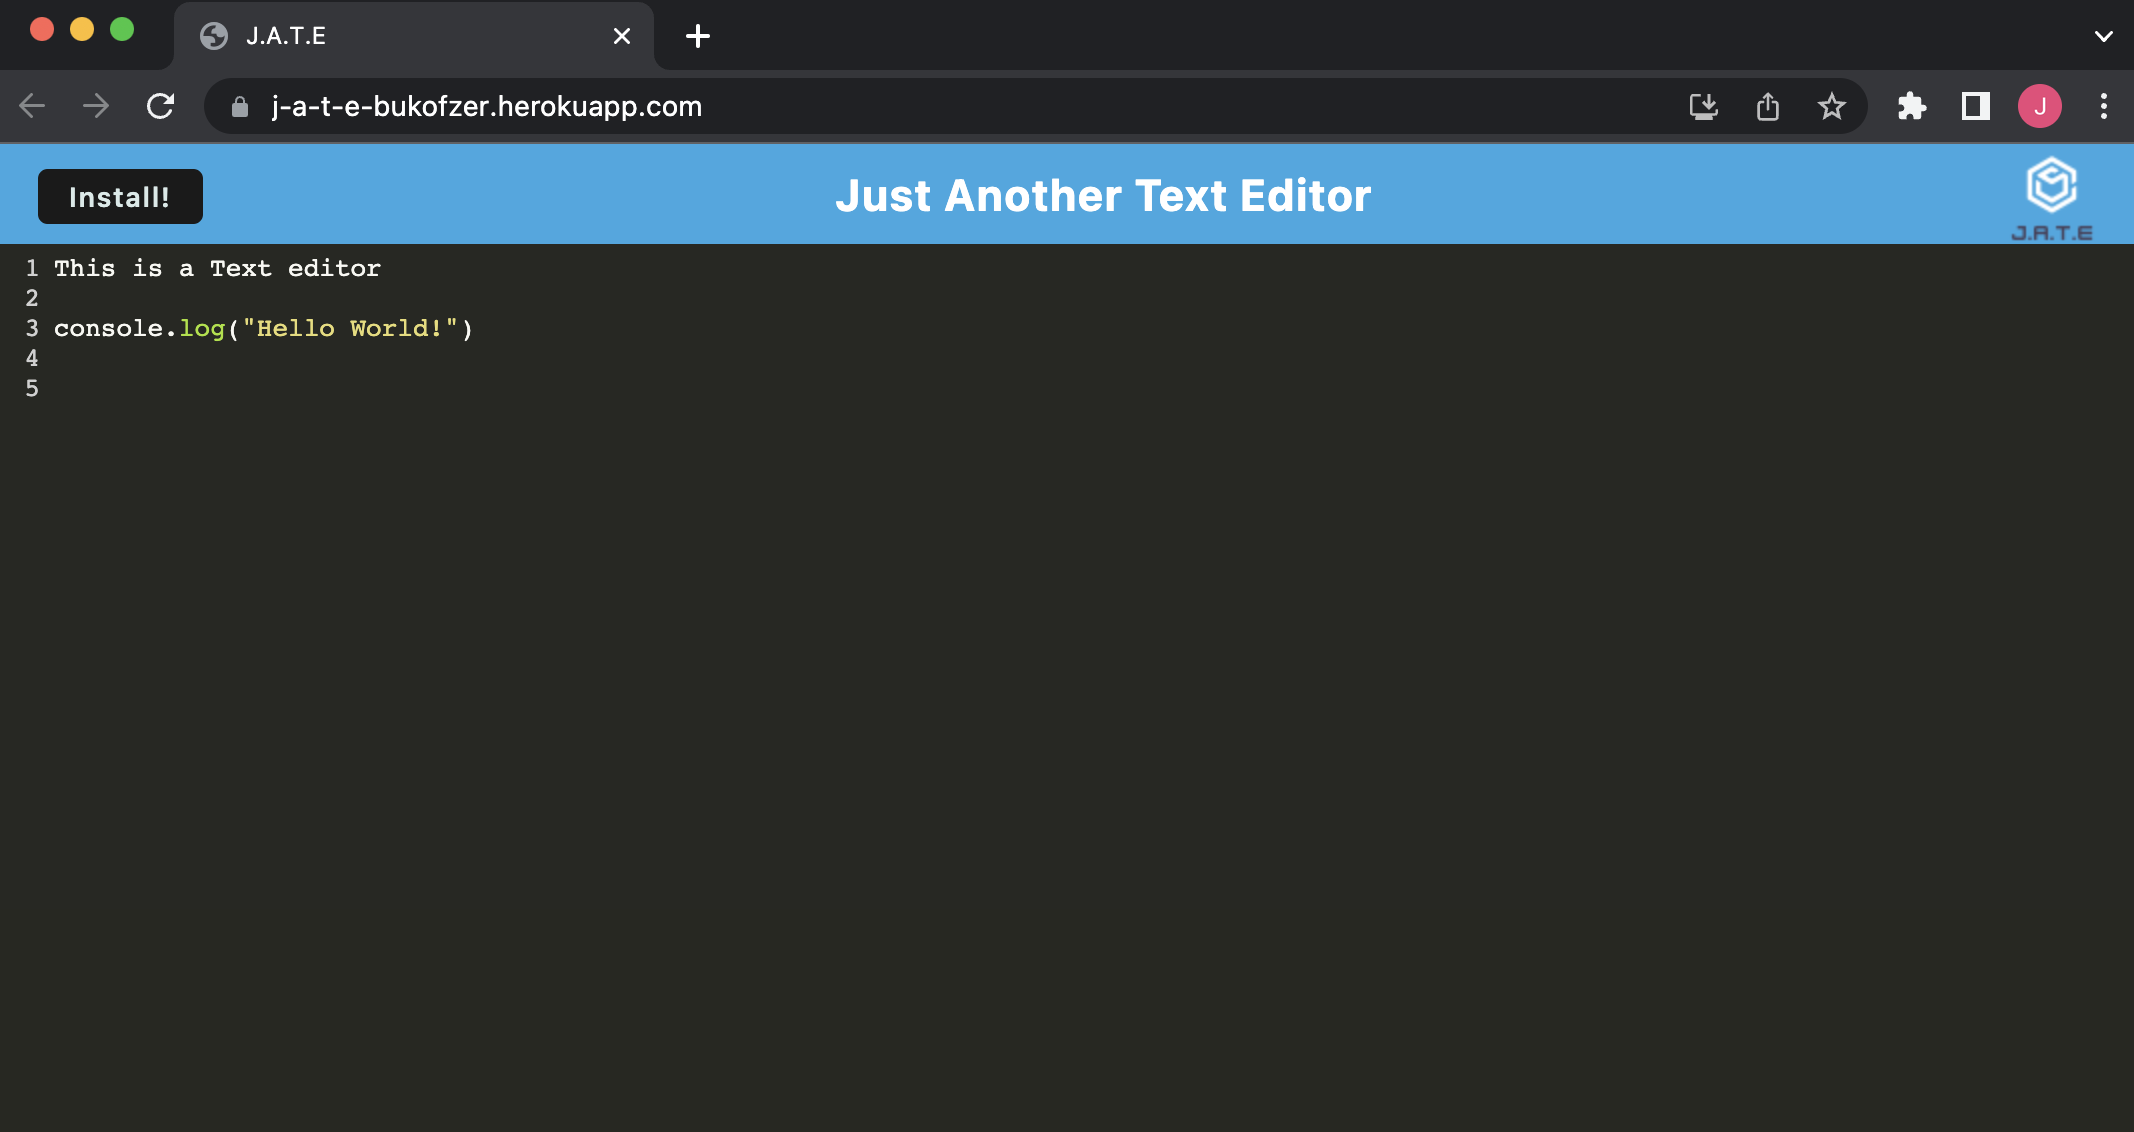 J.A.T.E
j-a-t-e-bukofzer.herokuapp.com
J
Install!
Just Another Text Editor
J.A.T.E
1 This is a Text editor
2
3 console.log("Hello World!")
4
5